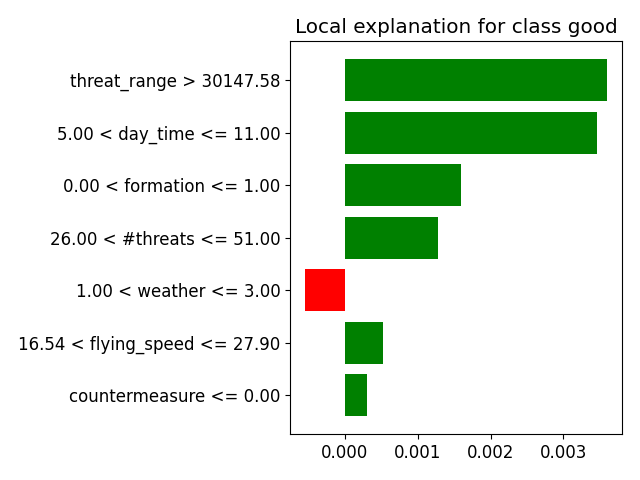 Local explanation for class good
threat_range > 30147.58
5.00 < day_time <= 11.00
0.00 < formation <= 1.00
26.00 < #threats <= 51.00
1.00 < weather <= 3.00
16.54 < flying_speed <= 27.90
countermeasure <= 0.00
0.000 0.001 0.002 0.003